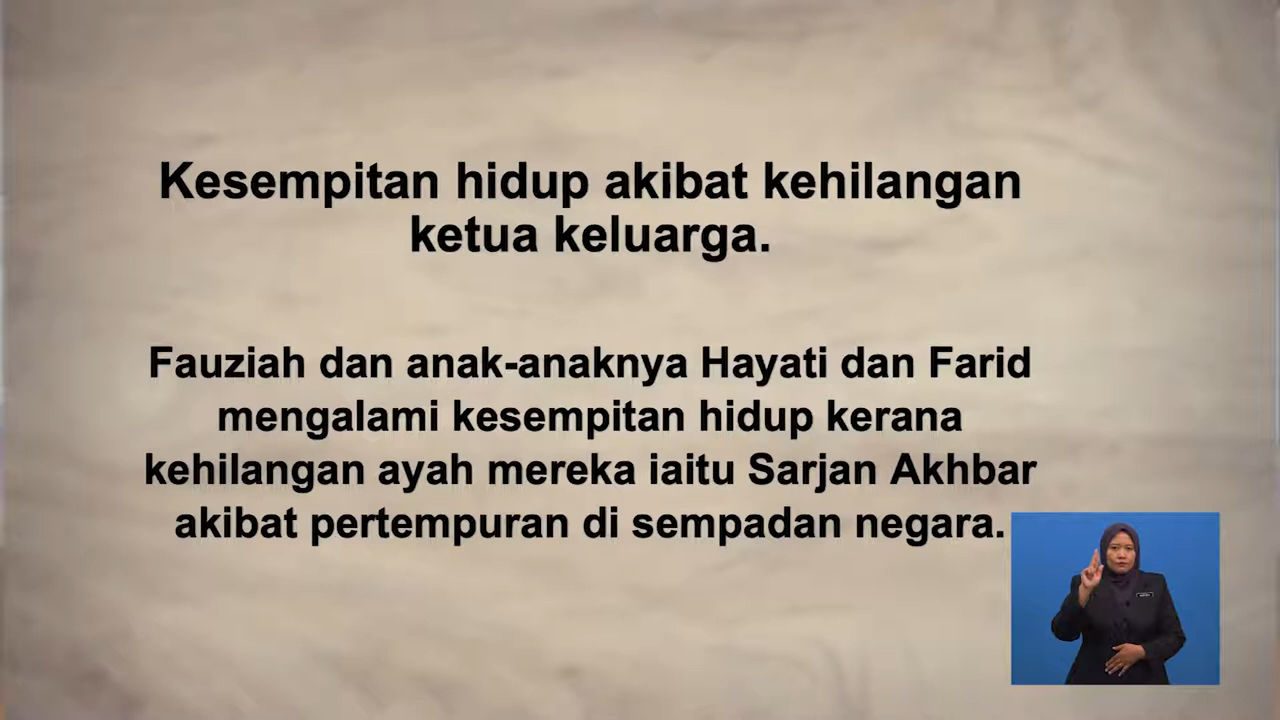 Kesempitan hidup akibat kehilangan
ketua keluarga.
Fauziah dan anak-anaknya Hayati dan Farid
mengalami kesempitan hidup kerana
kehilangan ayah mereka iaitu Sarjan Akhbar
akibat pertempuran di sempadan negara.